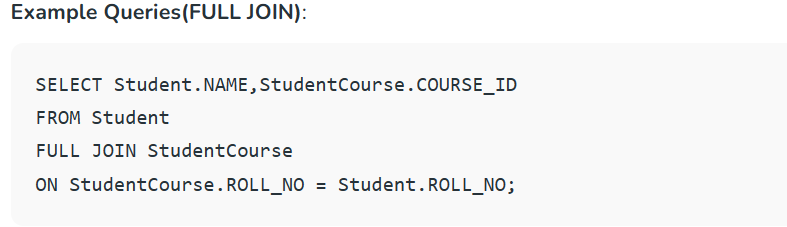 Example Queries(FULL JOIN):
SELECT Student.NAME,StudentCourse.COURSE_ID
FROM Student
FULL JOIN StudentCourse
ON StudentCourse.ROLL_NO = Student.ROLL_NO;